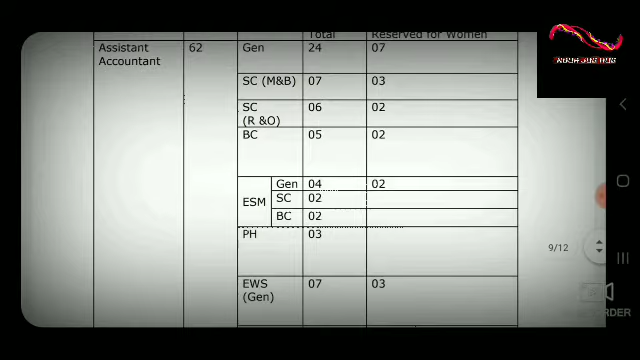 Total Reserved for Women
Assistant 62 Gen 24 07
Accountant
SC (M&B) 07 03
SC 06 02
(R &O)
BC 05 02
Gen 04 02
ESM SC 02
BC 02
PH 03
9/12
EWS 07 03
(Gen)